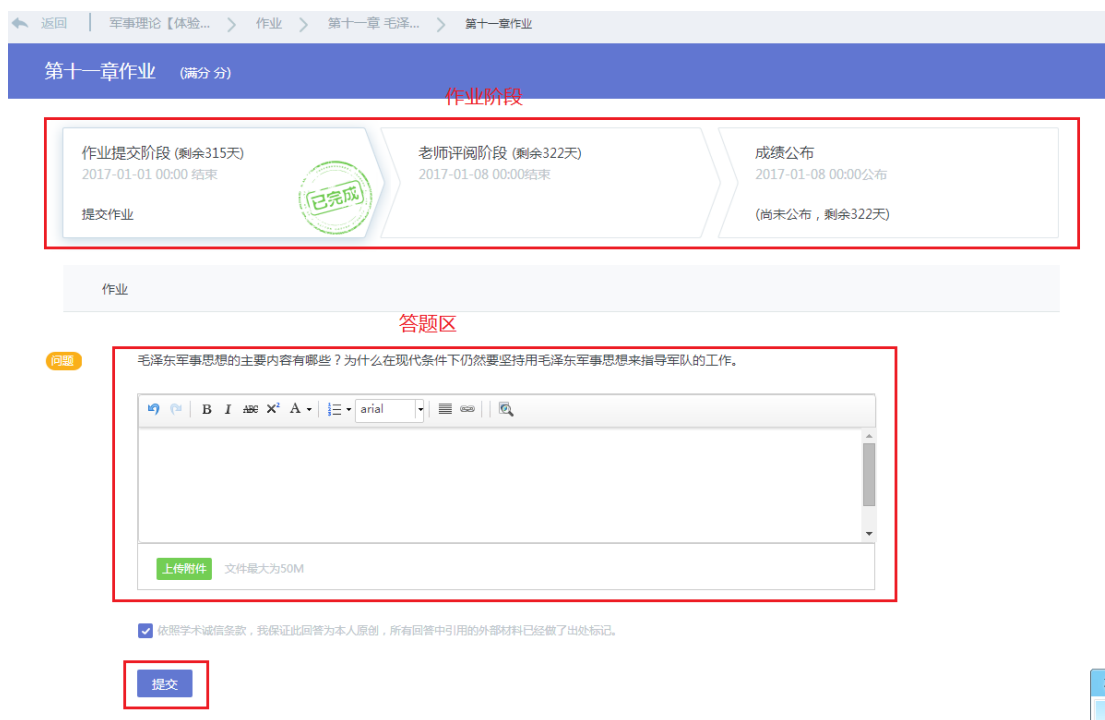 返回 军事理论【体验... 作业 第十一章 毛泽... 第十一章作业
第十一章作业 (满分 分)
作业阶段
作业提交阶段 (剩余315天)
2017-01-01 00:00 结束
提交作业
已完成
老师评阅阶段 (剩余322天)
2017-01-08 00:00结束
成绩公布
2017-01-08 00:00公布
(尚未公布，剩余322天)
作业
答题区
问题 毛泽东军事思想的主要内容有哪些？为什么在现代条件下仍然要坚持用毛泽东军事思想来指导军队的工作。
B I ABC X² A arial
上传附件 文件最大为50M
依照学术诚信条款，我保证此回答为本人原创，所有回答中引用的外部材料已经做了出处标记。
提交